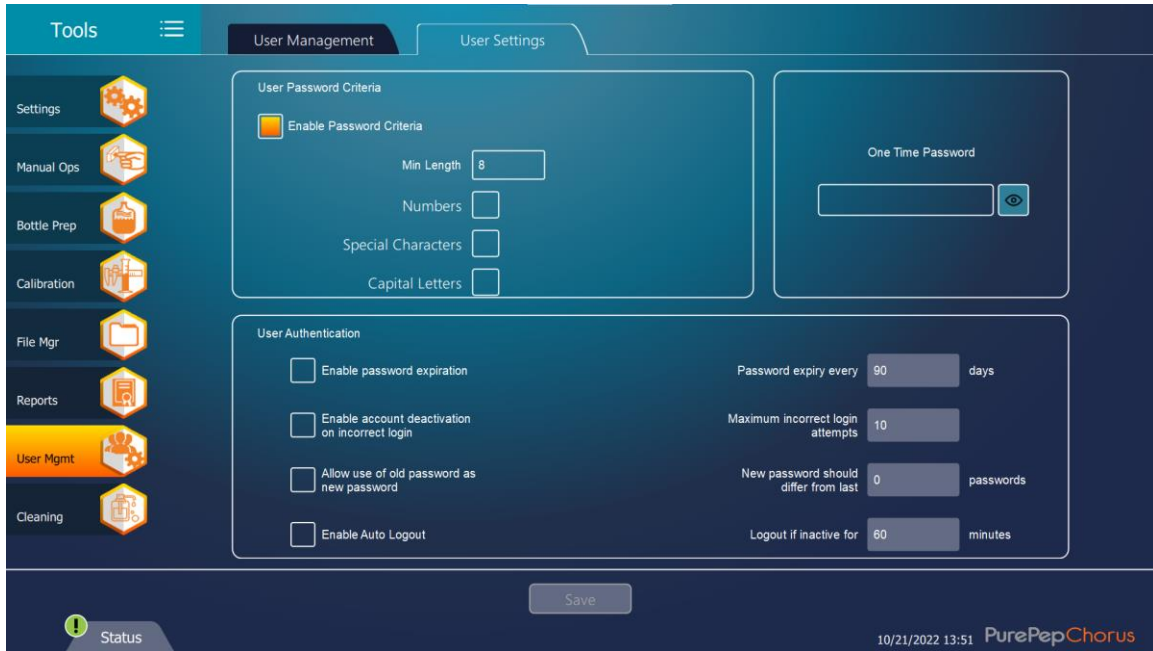 Tools
User Management
User Settings
Settings
Manual Ops
Bottle Prep
Calibration
File Mgr
Reports
User Mgmt
Cleaning
User Password Criteria
Enable Password Criteria
Min Length 8
Numbers
Special Characters
Capital Letters
One Time Password
User Authentication
Enable password expiration
Password expiry every 90 days
Enable account deactivation
on incorrect login
Maximum incorrect login
attempts 10
Allow use of old password as
new password
New password should
differ from last 0 passwords
Enable Auto Logout
Logout if inactive for 60 minutes
Save
Status
10/21/2022 13:51 PurePepChorus